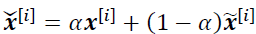 x̌^[i] = αx^[i] + (1 − α)x̃^[i]